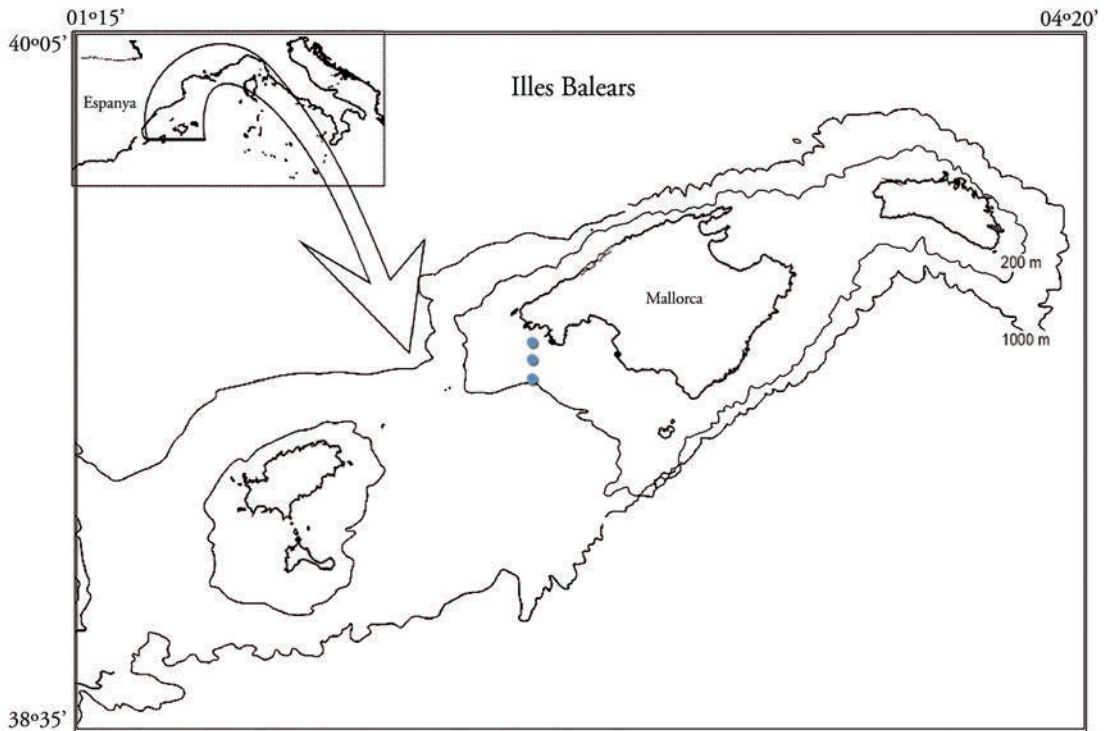 01º15’
04º20’
40º05’
Espanya
Illes Balears
200 m
Mallorca
1000 m
38º35’